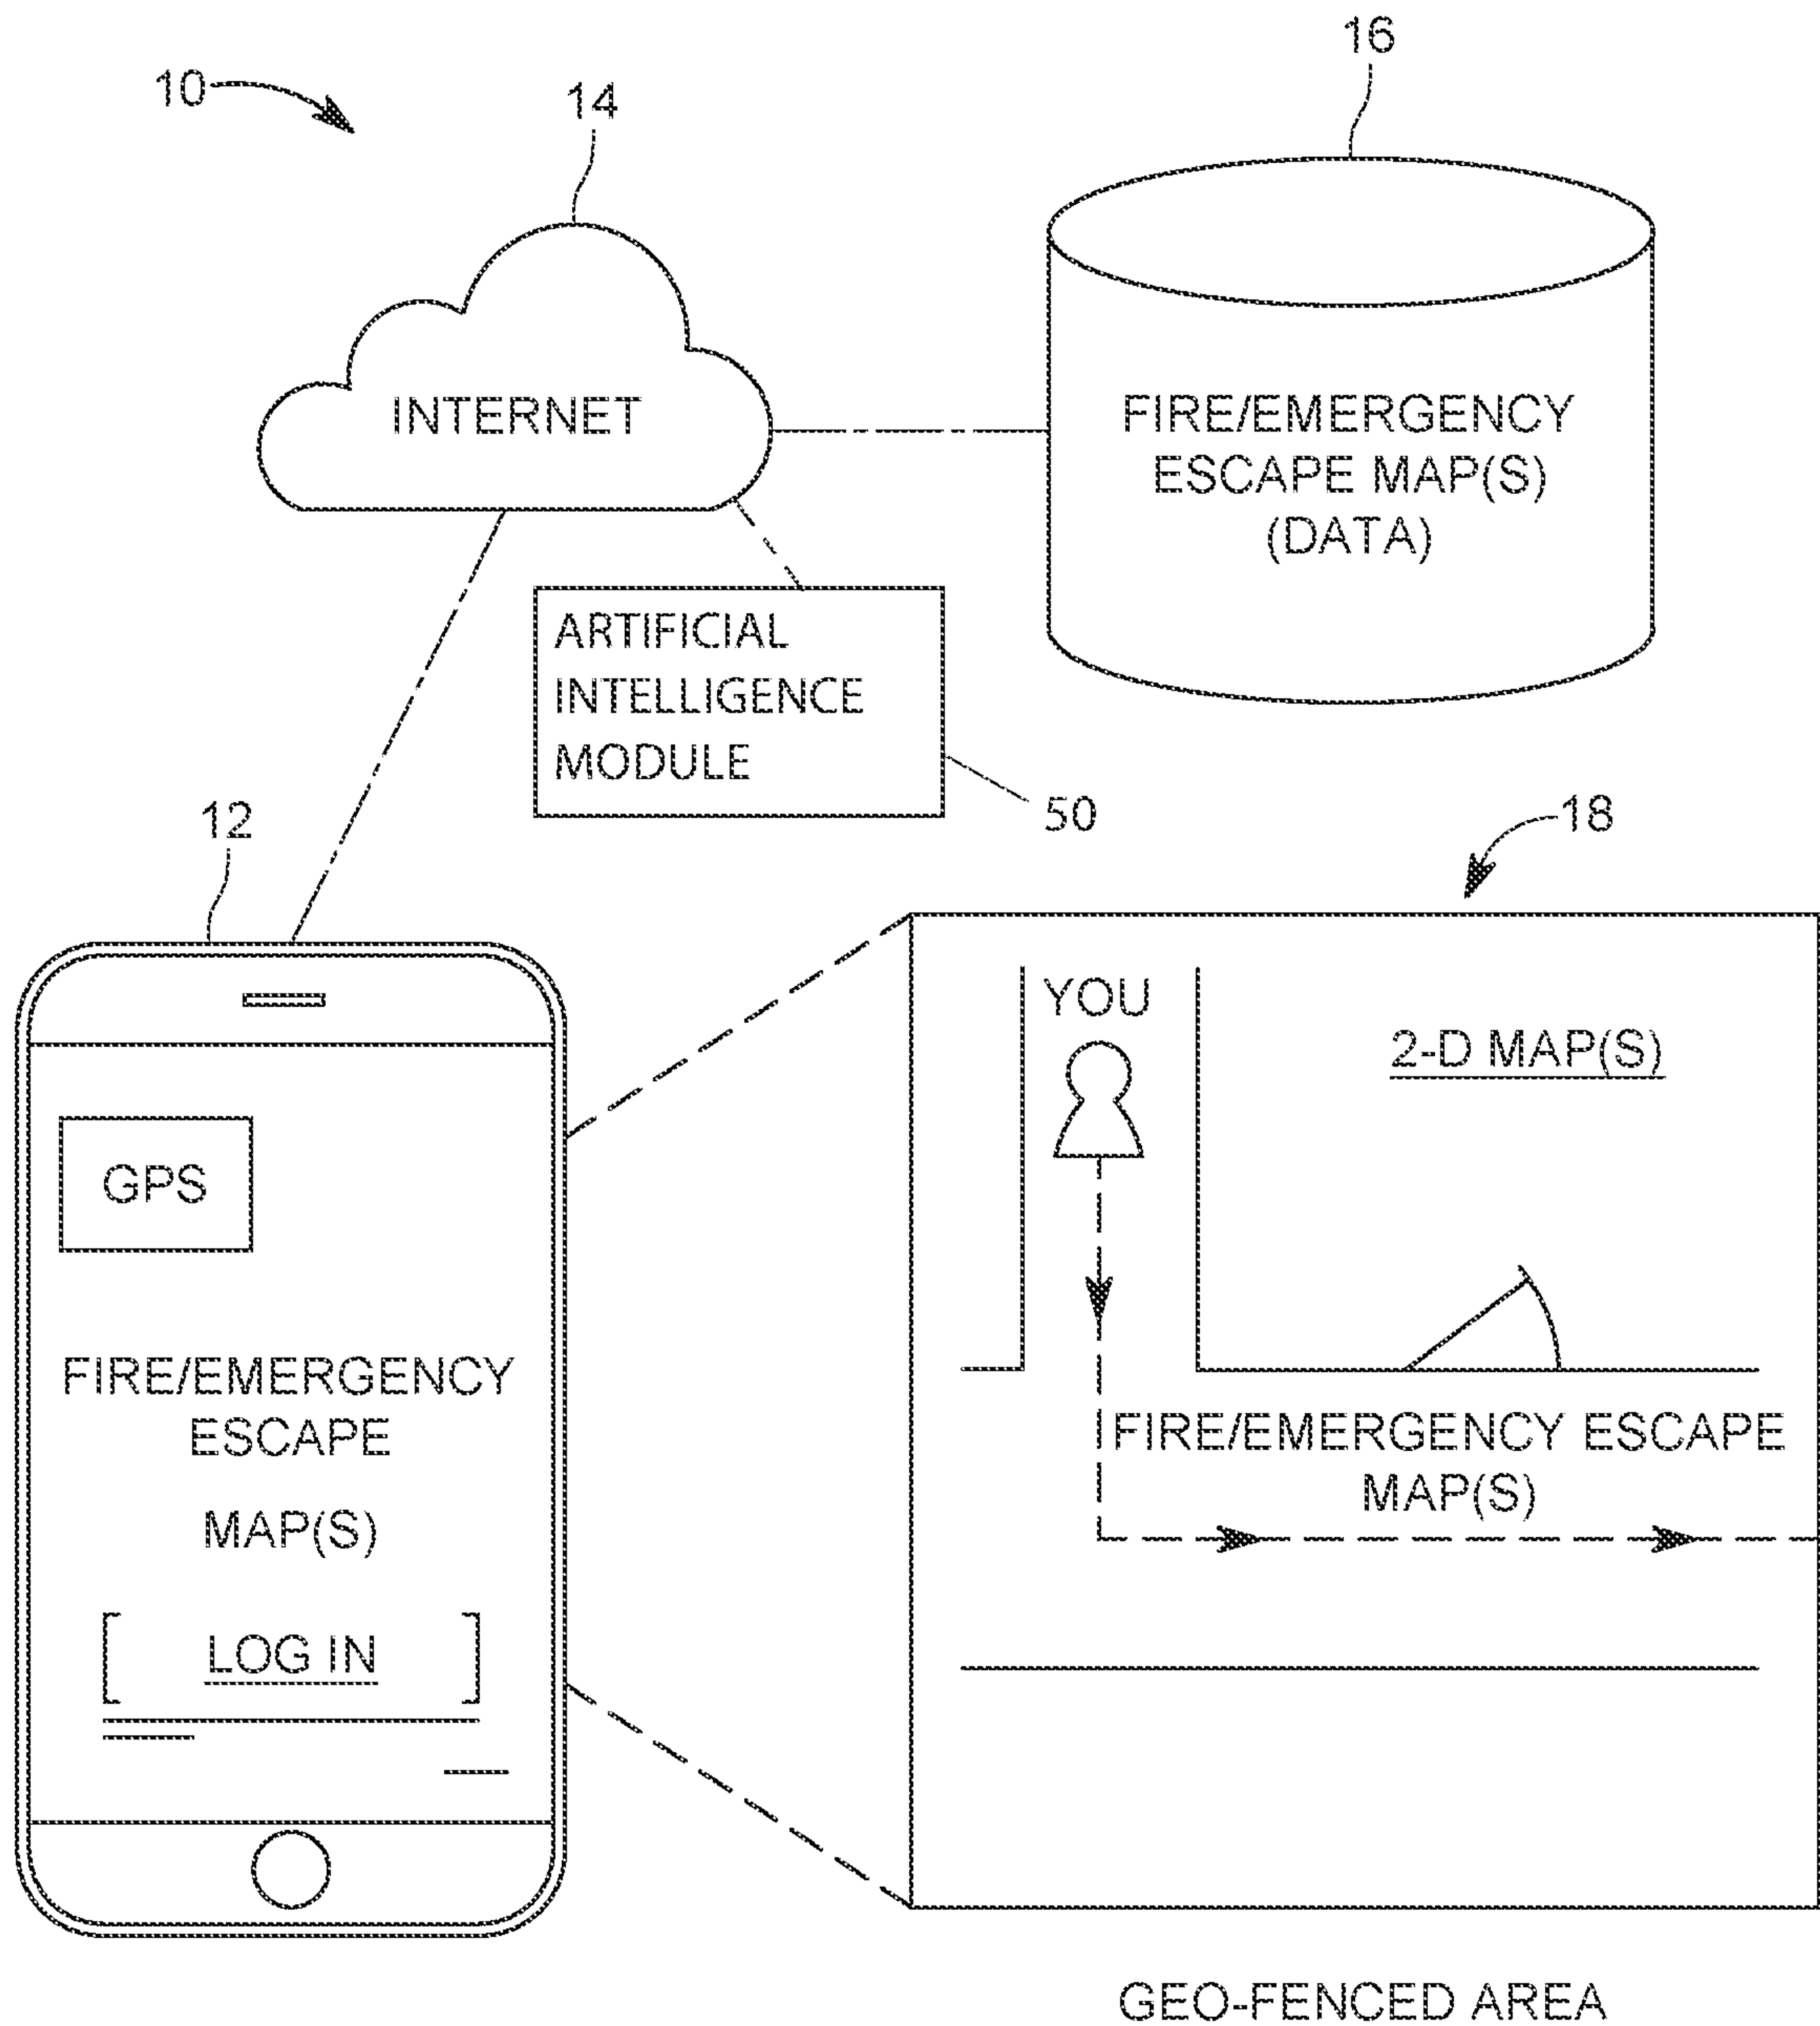 16
10
14
INTERNET
FIRE/EMERGENCY
ESCAPE MAP(S)
(DATA)
ARTIFICIAL
INTELLIGENCE
MODULE
50
12
18
GPS
FIRE/EMERGENCY
ESCAPE
MAP(S)
LOG IN
YOU
2-D MAP(S)
FIRE/EMERGENCY ESCAPE
MAP(S)
GEO-FENCED AREA